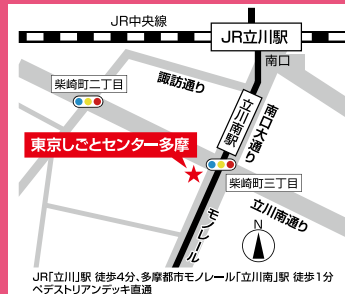 JR中央線
JR立川駅
南口
諏訪通り
柴崎町二丁目
立川南駅
南口大通り
東京しごとセンター多摩
柴崎町三丁目
立川南通り
モノレール
N
JR「立川」駅 徒歩4分、多摩都市モノレール「立川南」駅 徒歩1分
ペデストリアンデッキ直通